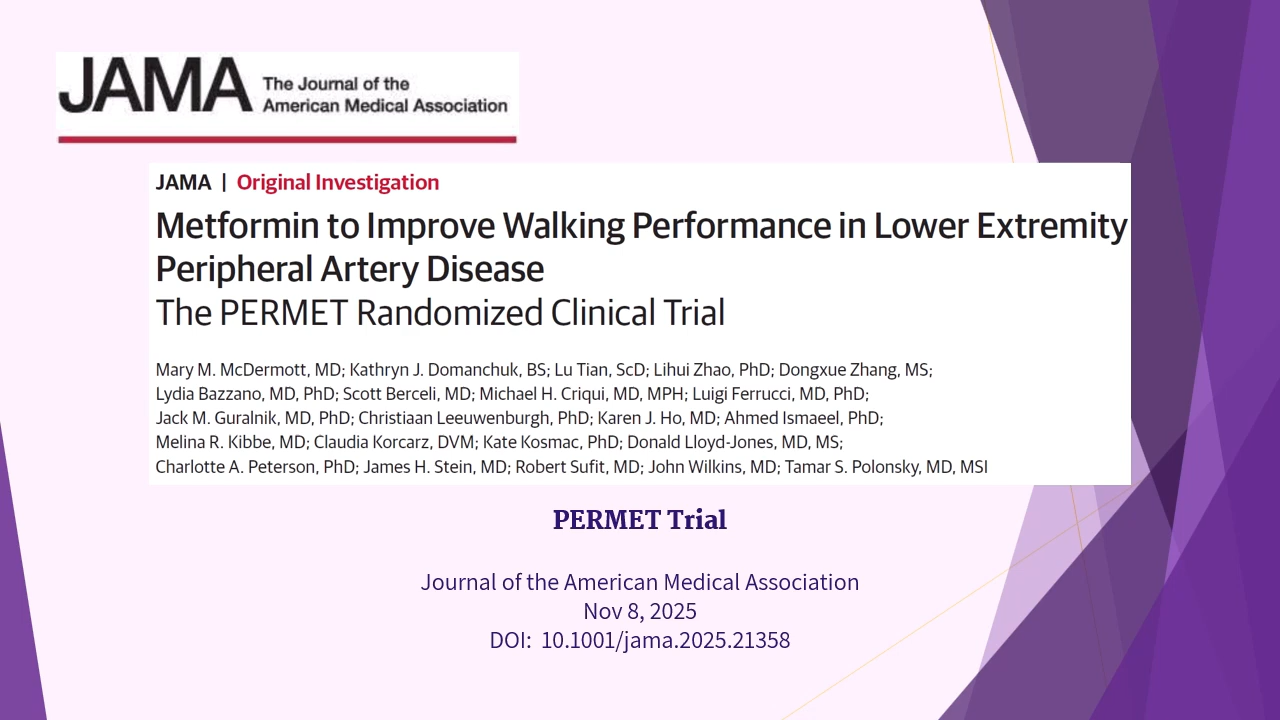 JAMA The Journal of the
American Medical Association
JAMA | Original Investigation
Metformin to Improve Walking Performance in Lower Extremity
Peripheral Artery Disease
The PERMET Randomized Clinical Trial
Mary M. McDermott, MD; Kathryn J. Domanchuk, BS; Lu Tian, ScD; Lihui Zhao, PhD; Dongxue Zhang, MS;
Lydia Bazzano, MD, PhD; Scott Berceli, MD; Michael H. Criqui, MD, MPH; Luigi Ferrucci, MD, PhD;
Jack M. Guralnik, MD, PhD; Christiaan Leeuwenburgh, PhD; Karen J. Ho, MD; Ahmed Ismaeel, PhD;
Melina R. Kibbe, MD; Claudia Korcarz, DVM; Kate Kosmac, PhD; Donald Lloyd-Jones, MD, MS;
Charlotte A. Peterson, PhD; James H. Stein, MD; Robert Sufit, MD; John Wilkins, MD; Tamar S. Polonsky, MD, MSI
PERMET Trial
Journal of the American Medical Association
Nov 8, 2025
DOI: 10.1001/jama.2025.21358